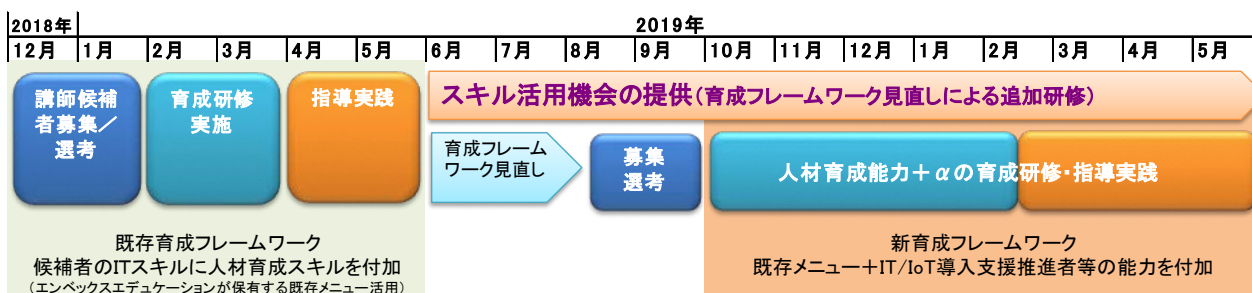 2018年
2019年
12月 1月 2月 3月 4月 5月 6月 7月 8月 9月 10月 11月 12月 1月 2月 3月 4月 5月
講師候補
者募集／
選考
育成研修
実施
指導実践
スキル活用機会の提供（育成フレームワーク見直しによる追加研修）
育成フレーム
ワーク見直し
募集
選考
人材育成能力＋αの育成研修・指導実践
既存育成フレームワーク
候補者のITスキルに人材育成スキルを付加
（エンベックスエデュケーションが保有する既存メニュー活用）
新育成フレームワーク
既存メニュー＋IT/IoT導入支援推進者等の能力を付加